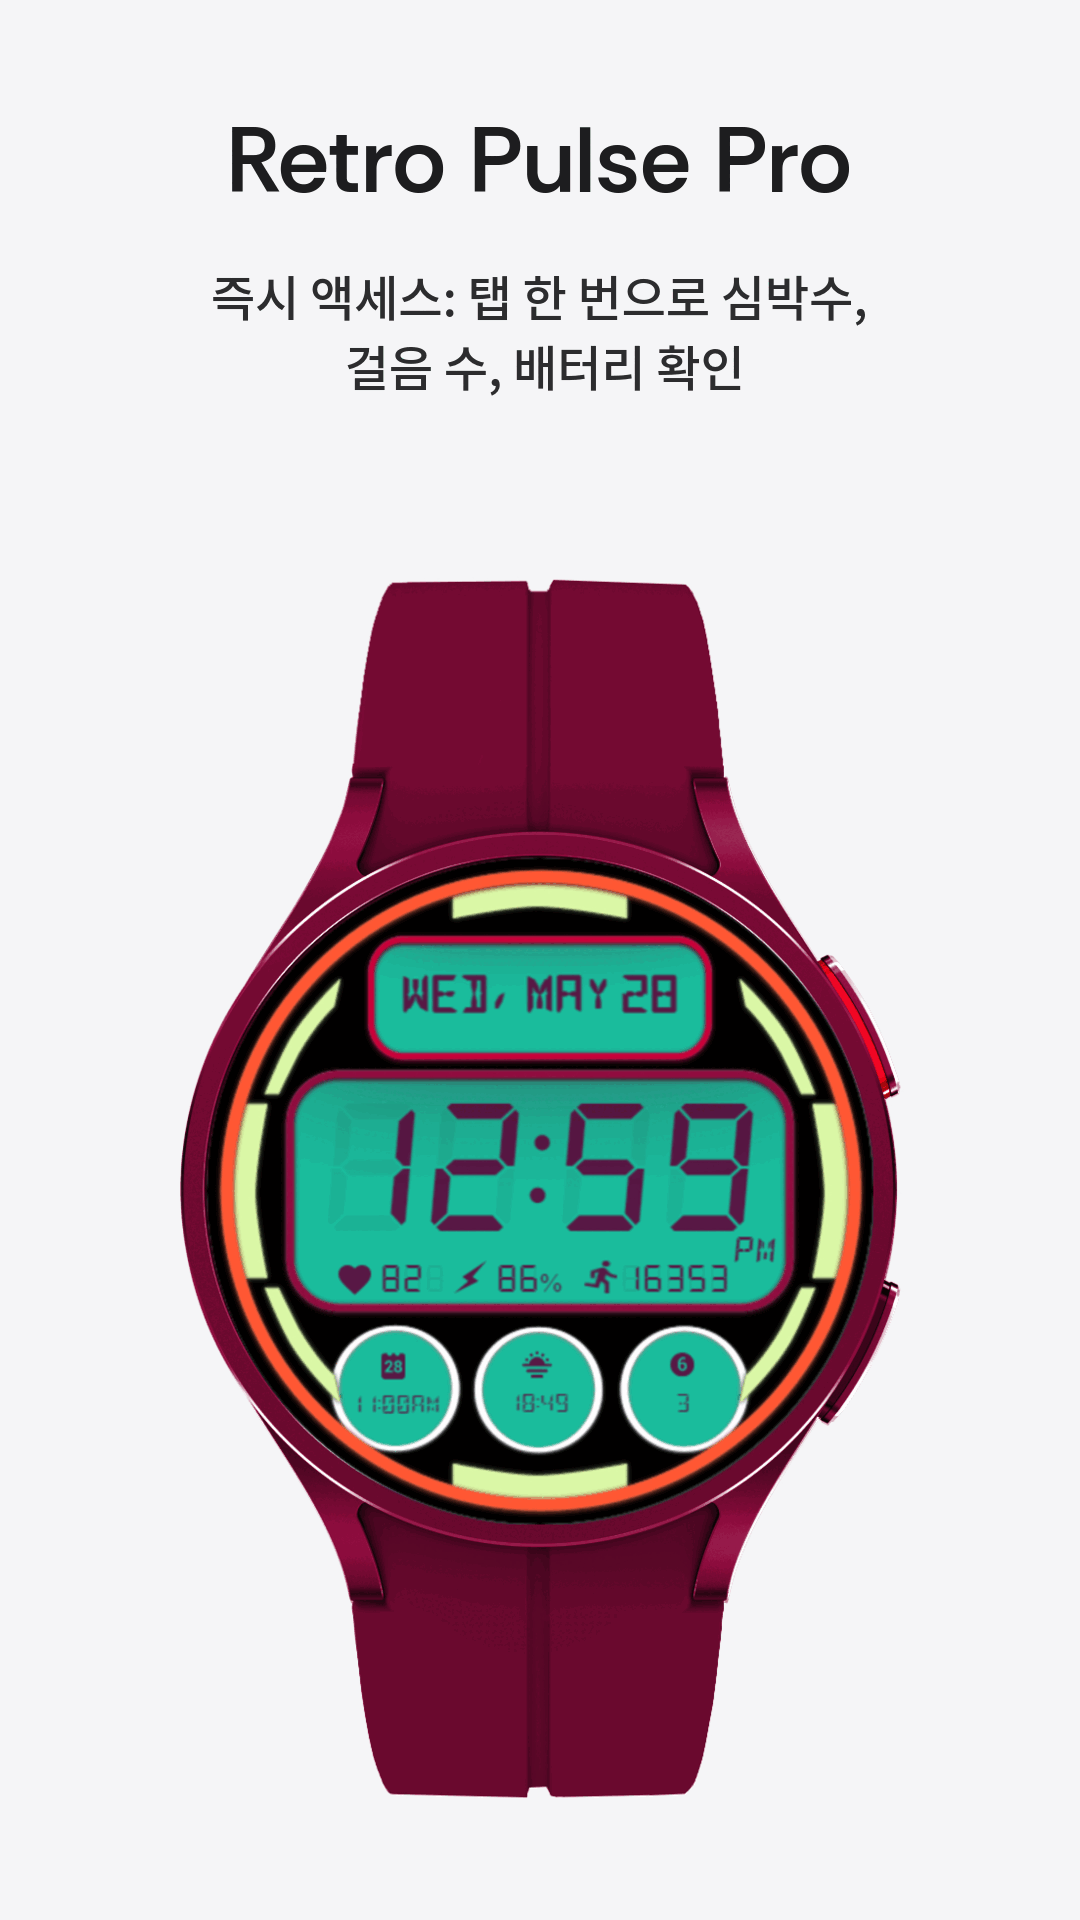 Retro Pulse Pro
즉시 액세스: 탭 한 번으로 심박수,
걸음 수, 배터리 확인
WED, MAY 28
12:59
PM
82 86% 16353
28 6
11:00AM 18:49 3